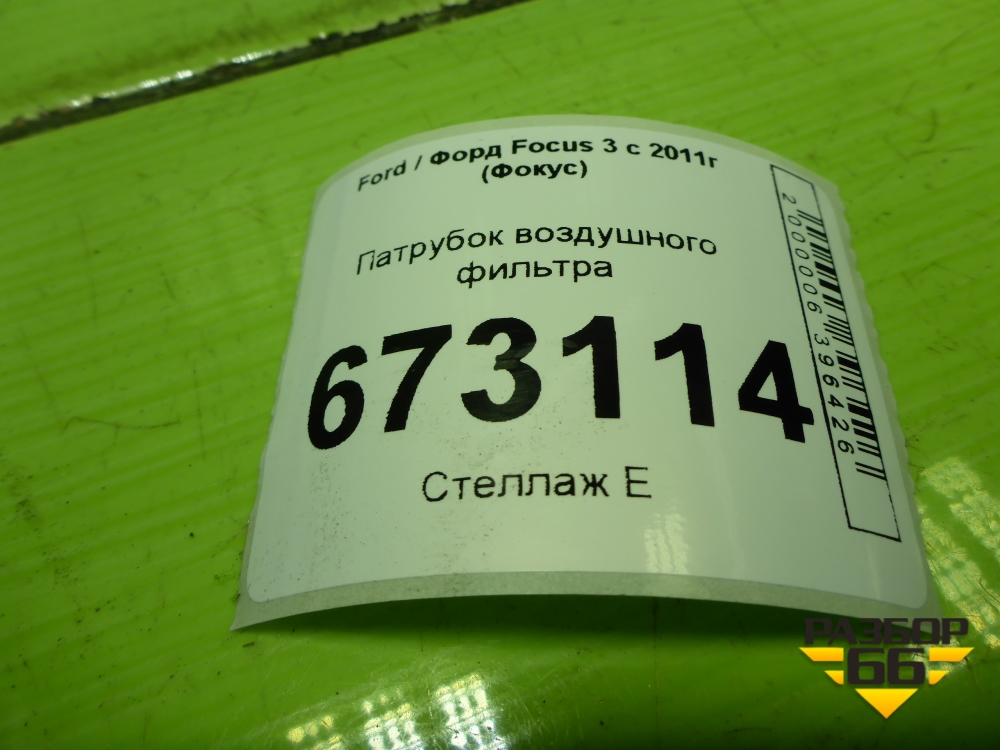 Ford / Форд Focus 3 с 2011г
(Фокус)
Патрубок воздушного
фильтра
673114
Стеллаж Е
2000006396426
РАЗБОР
66